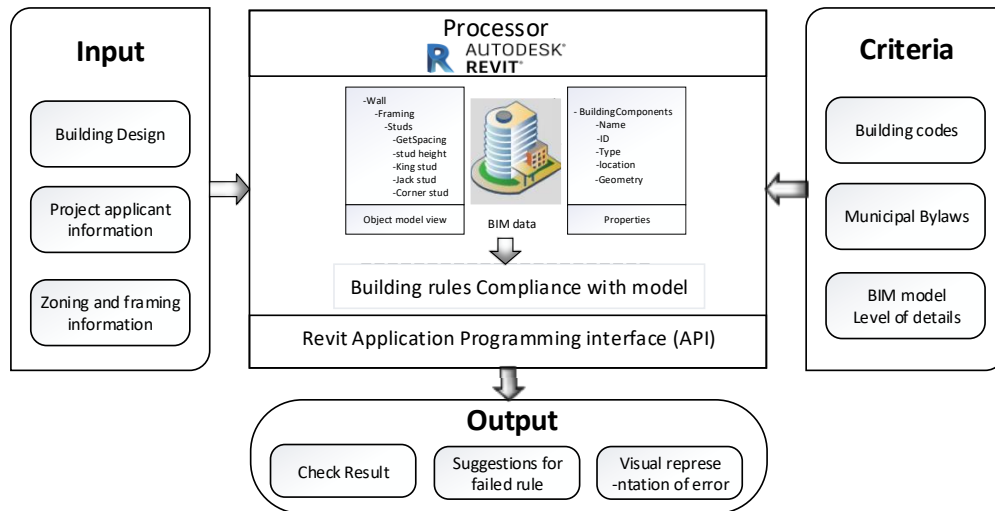 Input
Building Design
Project applicant
information
Zoning and framing
information
Processor
AUTODESK®
REVIT®
-Wall
-Framing
-Studs
-GetSpacing
-stud height
-King stud
-Jack stud
-Corner stud
Object model view
BIM data
- BuildingComponents
-Name
-ID
-Type
-location
-Geometry
Properties
Building rules Compliance with model
Revit Application Programming interface (API)
Criteria
Building codes
Municipal Bylaws
BIM model
Level of details
Output
Check Result
Suggestions for
failed rule
Visual represe
-ntation of error